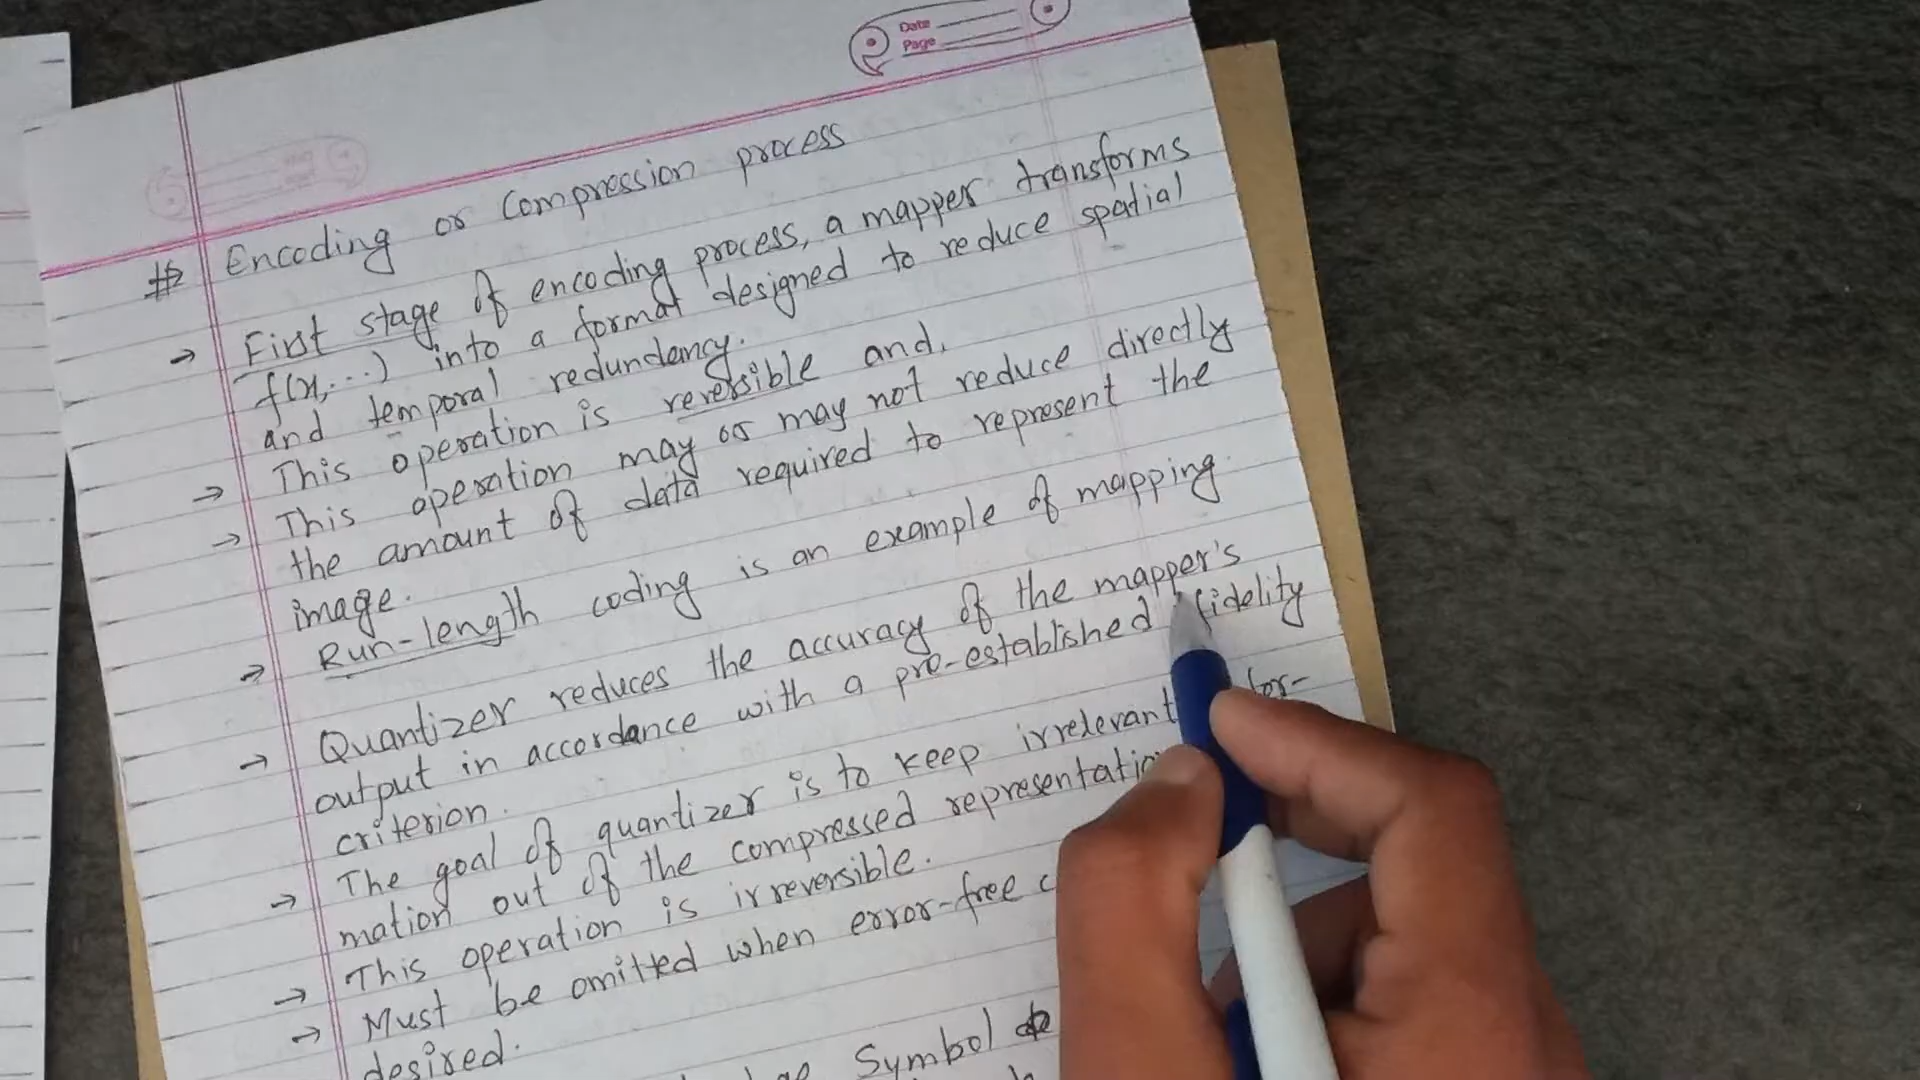 Date
Page
# Encoding or Compression process
→ First stage of encoding process, a mapper transforms
f(x,...) into a format designed to reduce spatial
and temporal redundancy.
→ This operation is reversible and.
→ This operation may or may not reduce directly
the amount of data required to represent the
image.
→ Run-length coding is an example of mapping.
→ Quantizer reduces the accuracy of the mapper's
output in accordance with a pre-established fidelity
criterion.
→ The goal of quantizer is to keep irrelevant for-
mation out of the compressed
→ This operation is irreversible.
→ Must be omitted when error-free
desired.
Symbol